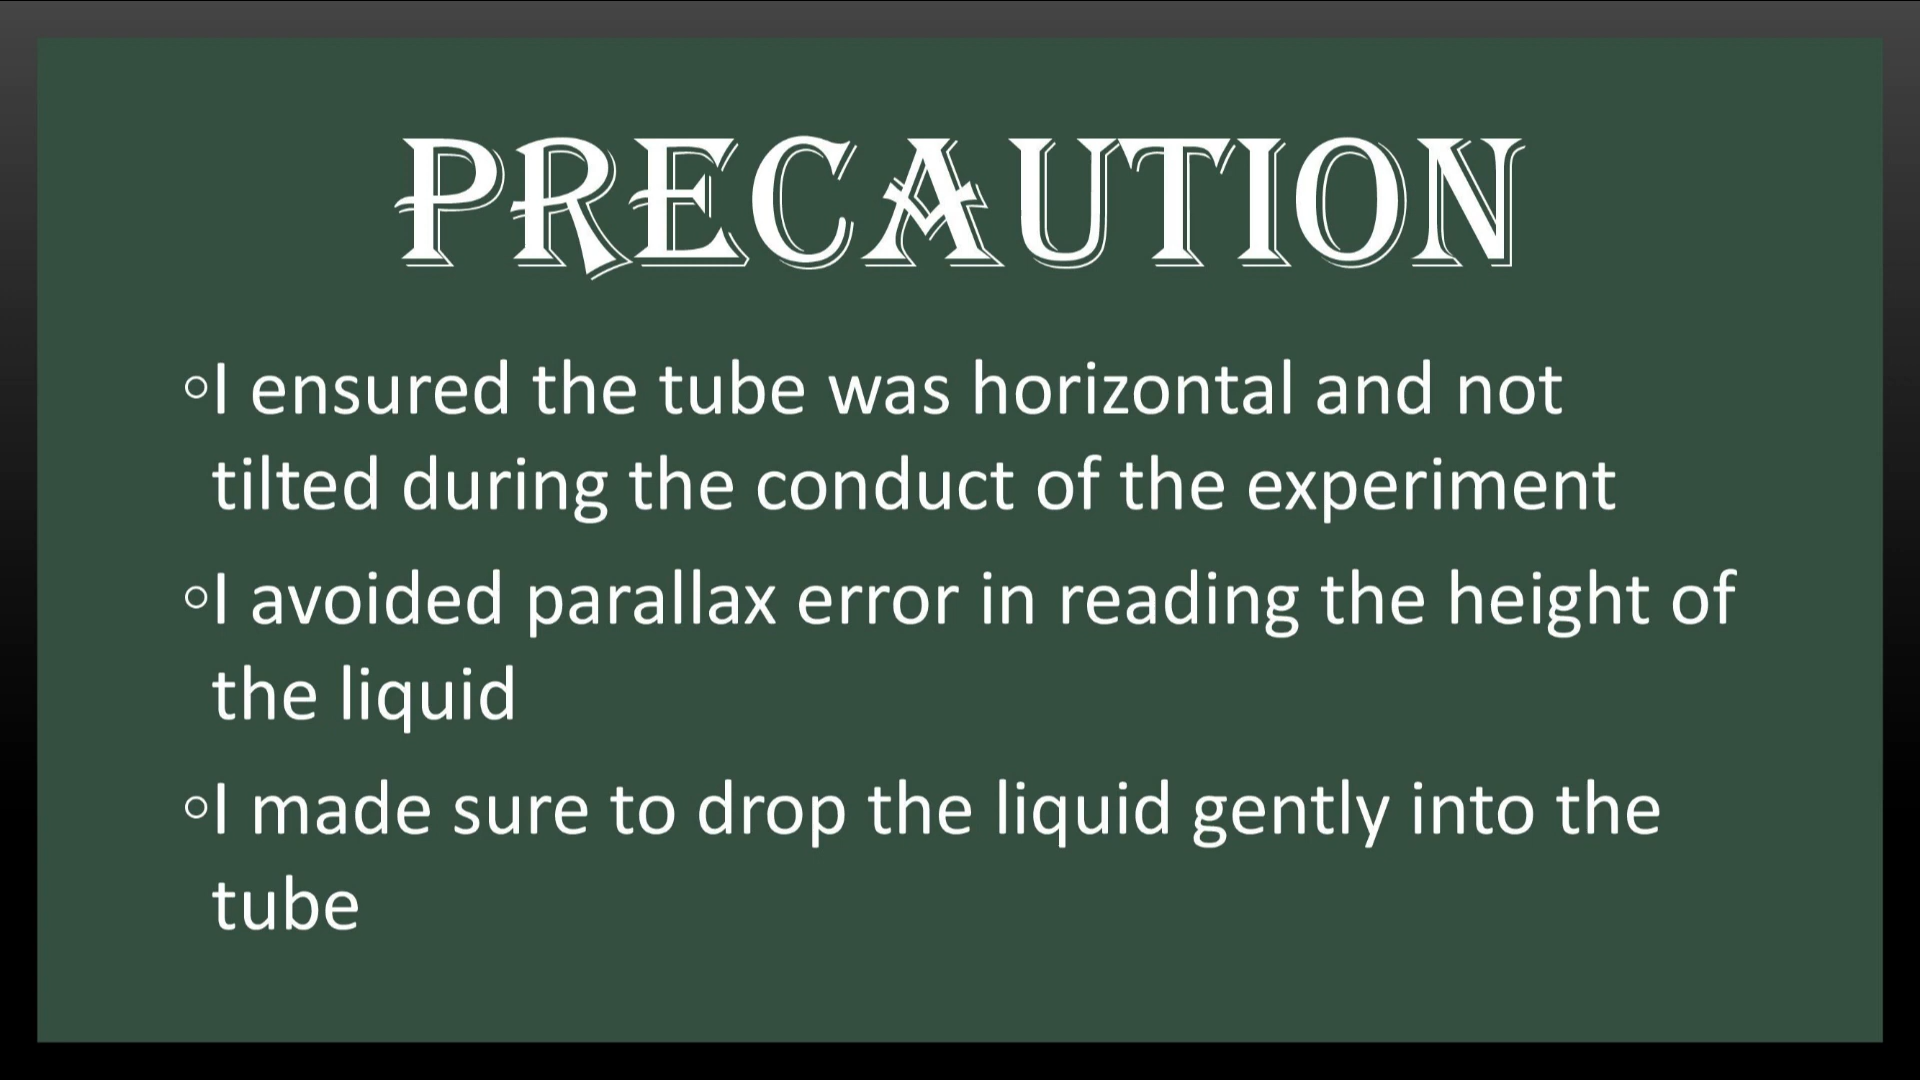 PRECAUTION
◦I ensured the tube was horizontal and not
tilted during the conduct of the experiment
◦I avoided parallax error in reading the height of
the liquid
◦I made sure to drop the liquid gently into the
tube